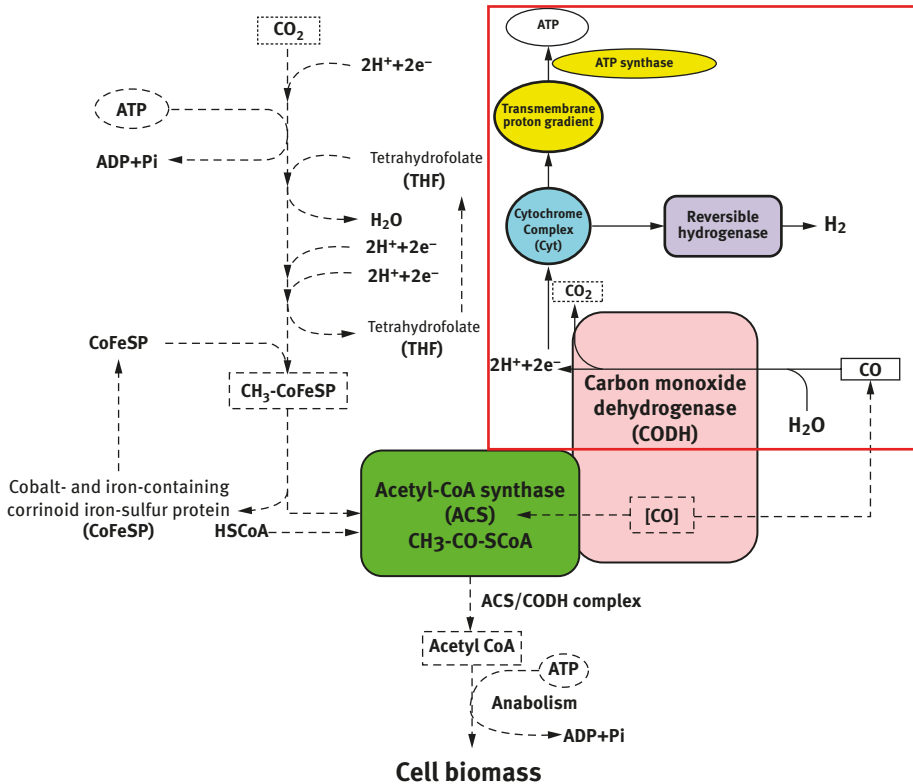 CO₂
2H⁺+2e⁻
ATP
ADP+Pi
Tetrahydrofolate
(THF)
H₂O
2H⁺+2e⁻
2H⁺+2e⁻
Tetrahydrofolate
(THF)
CoFeSP
CH₃-CoFeSP
Cobalt- and iron-containing
corrinoid iron-sulfur protein
(CoFeSP)
HSCoA
ATP
ATP synthase
Transmembrane
proton gradient
Cytochrome
Complex
(Cyt)
Reversible
hydrogenase
H₂
CO₂
2H⁺+2e⁻
CO
H₂O
Carbon monoxide
dehydrogenase
(CODH)
Acetyl-CoA synthase
(ACS)
CH3-CO-SCoA
[CO]
ACS/CODH complex
Acetyl CoA
ATP
Anabolism
ADP+Pi
Cell biomass